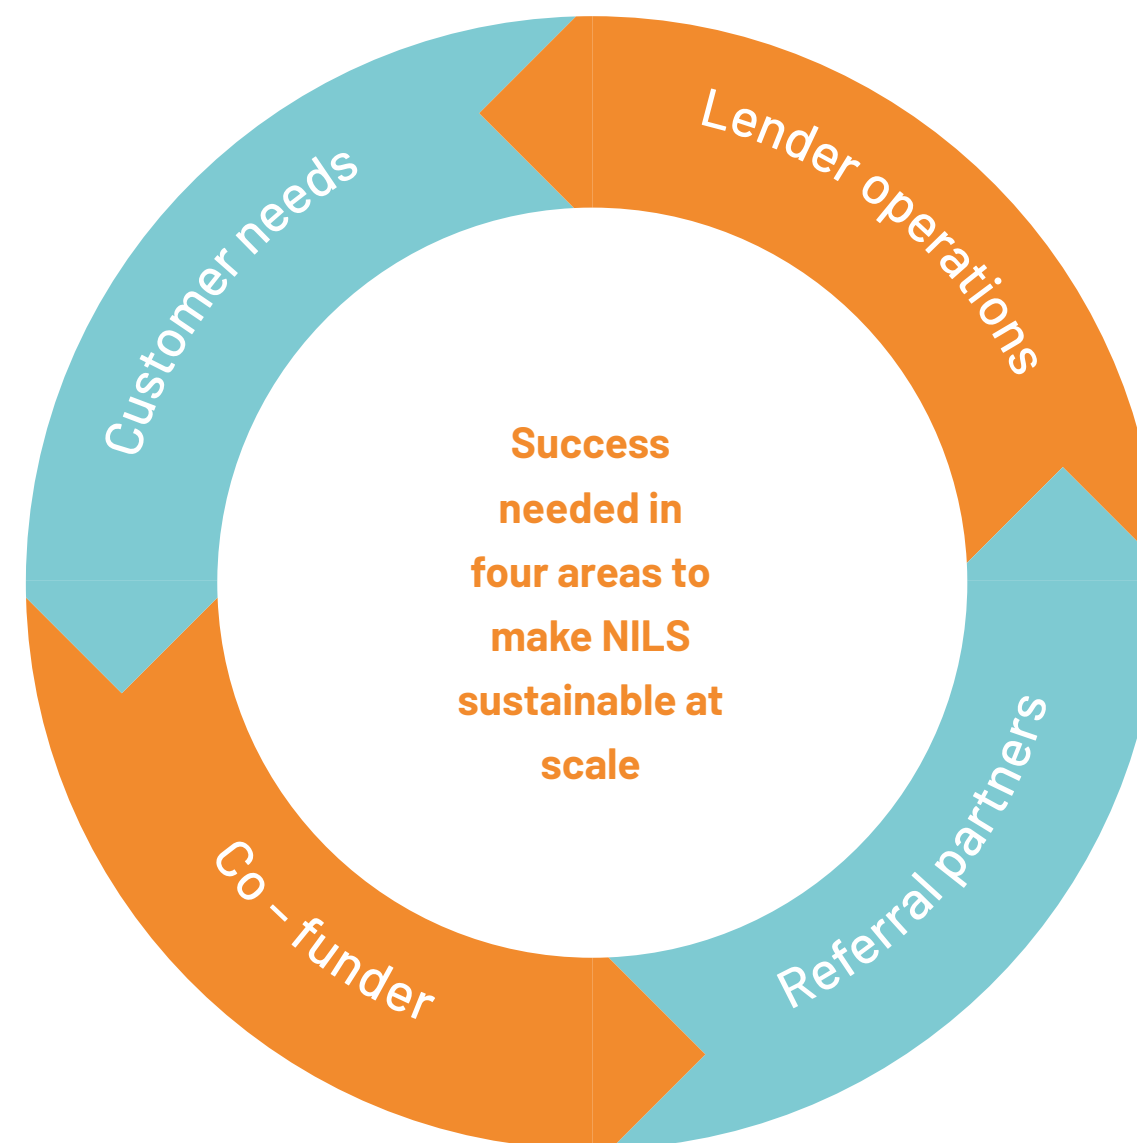 Customer needs
Lender operations
Success
needed in
four areas to
make NILS
sustainable at
scale
Co – funder
Referral partners